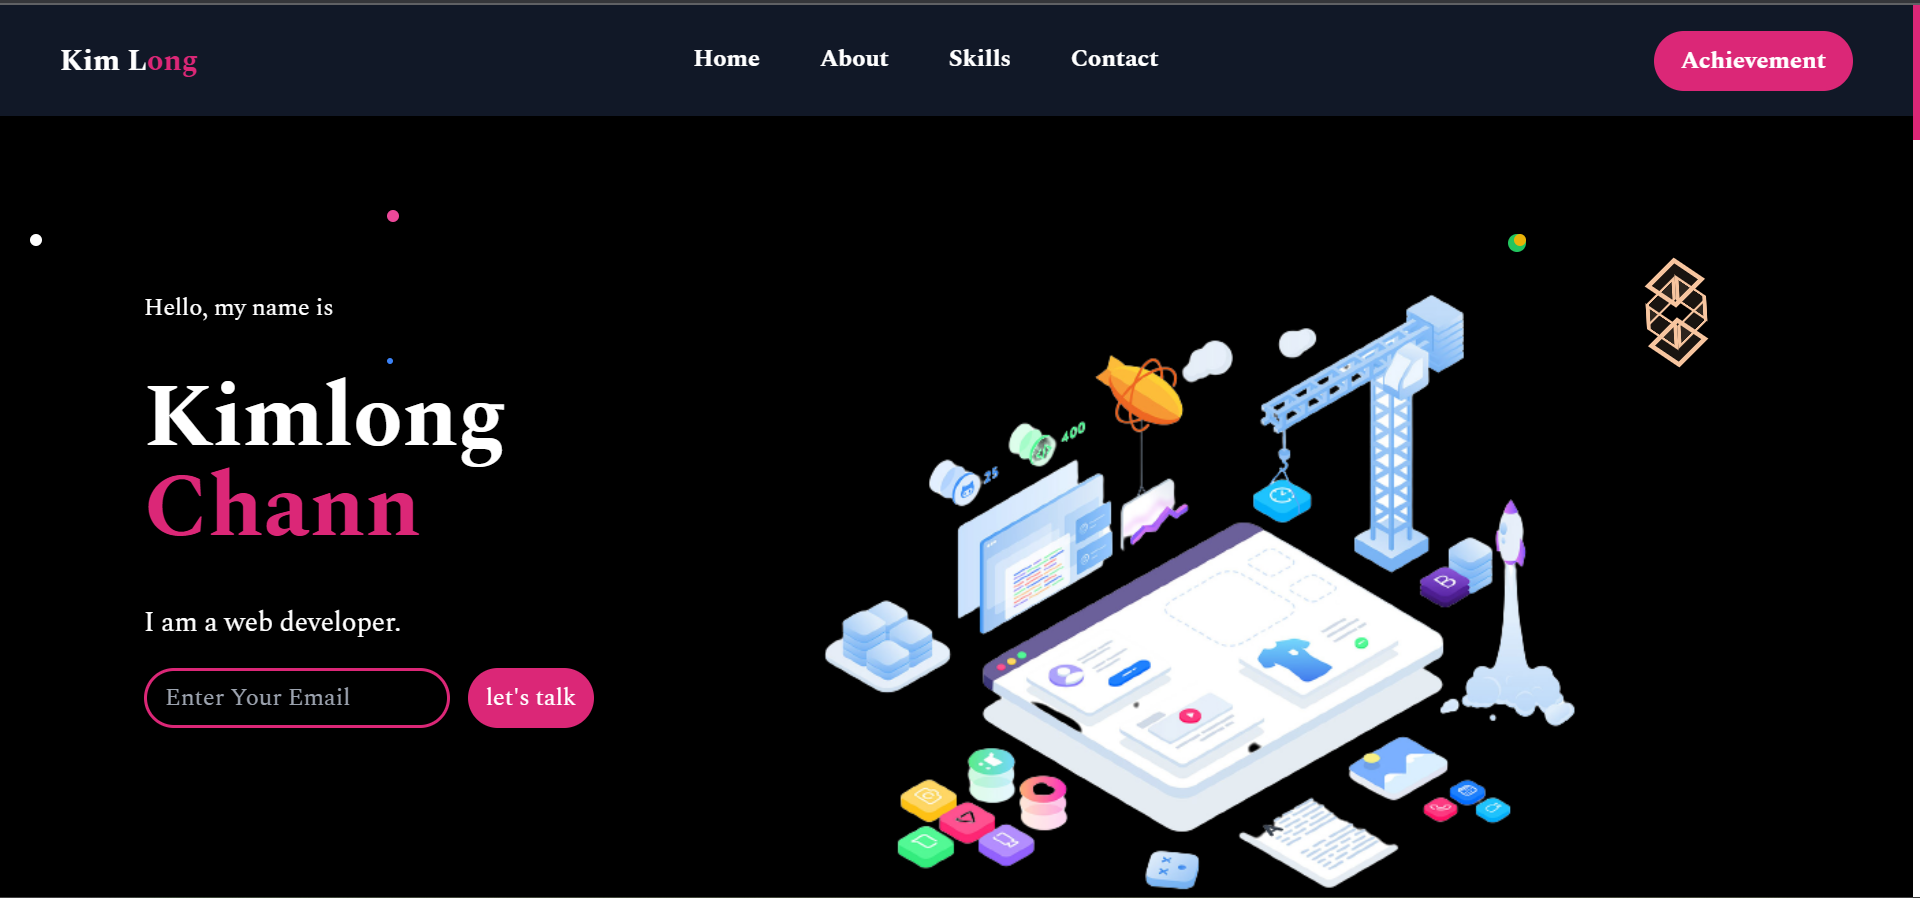 Kim Long
Home
About
Skills
Contact
Achievement
Hello, my name is
Kimlong
Chann
I am a web developer.
Enter Your Email
let's talk
400
25
B